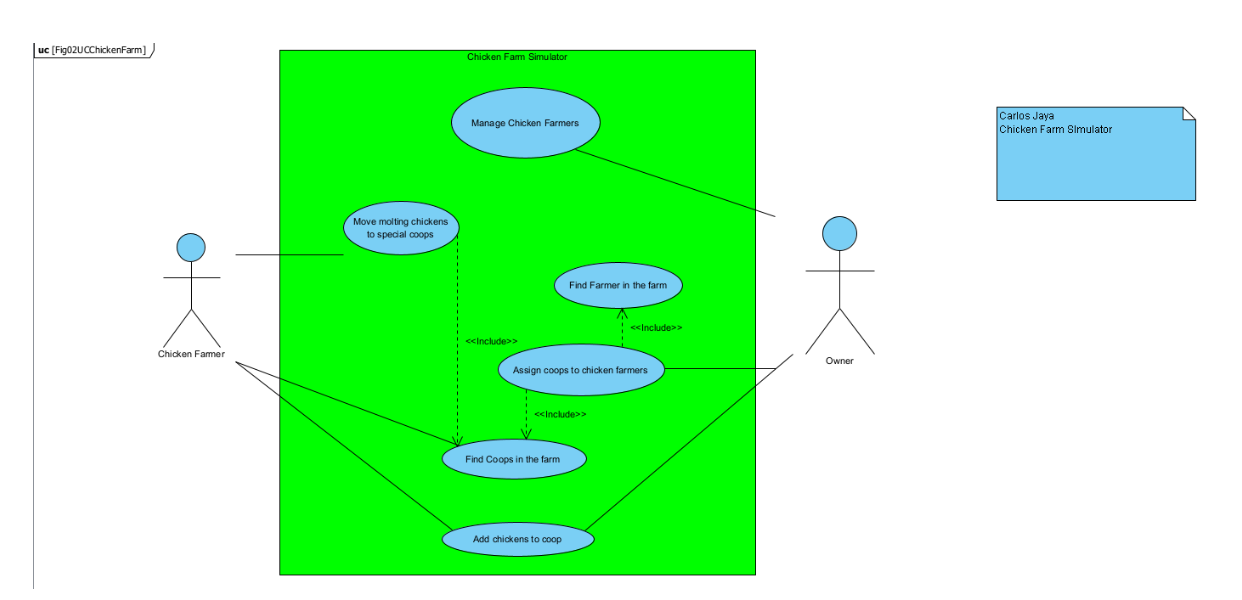 uc [Fig02UCChickenFarm]
Chicken Farm Simulator
Carlos Jaya
Chicken Farm SImulator
Manage Chicken Farmers
Move molting chickens
to special coops
Find Farmer in the farm
<<Include>>
<<Include>>
Chicken Farmer
Owner
Assign coops to chicken farmers
<<Include>>
Find Coops in the farm
Add chickens to coop